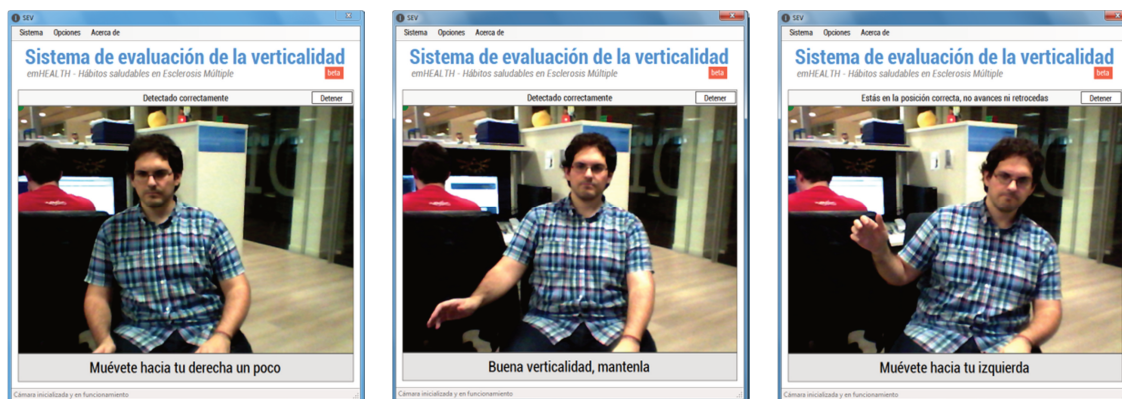 SEV
Sistema Opciones Acerca de
Sistema de evaluación de la verticalidad
emHEALTH - Hábitos saludables en Esclerosis Múltiple
beta
Detectado correctamente
Detener
Muévete hacia tu derecha un poco
Cámara inicializada y en funcionamiento
SEV
Sistema Opciones Acerca de
Sistema de evaluación de la verticalidad
emHEALTH - Hábitos saludables en Esclerosis Múltiple
beta
Detectado correctamente
Detener
Buena verticalidad, mantenla
Cámara inicializada y en funcionamiento
SEV
Sistema Opciones Acerca de
Sistema de evaluación de la verticalidad
emHEALTH - Hábitos saludables en Esclerosis Múltiple
beta
Estás en la posición correcta, no avances ni retrocedas
Detener
Muévete hacia tu izquierda
Cámara inicializada y en funcionamiento